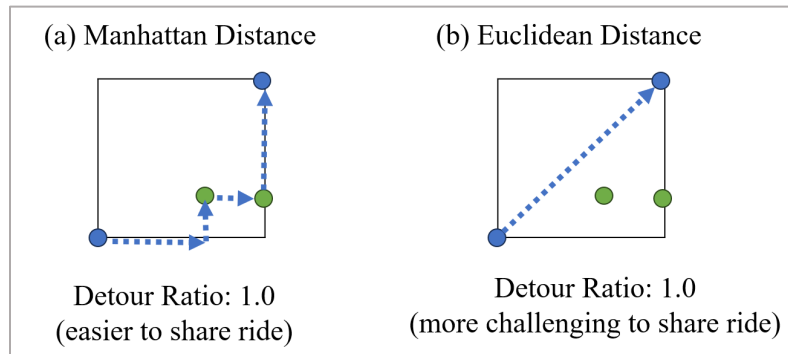 (a) Manhattan Distance
(b) Euclidean Distance
Detour Ratio: 1.0
(easier to share ride)
Detour Ratio: 1.0
(more challenging to share ride)